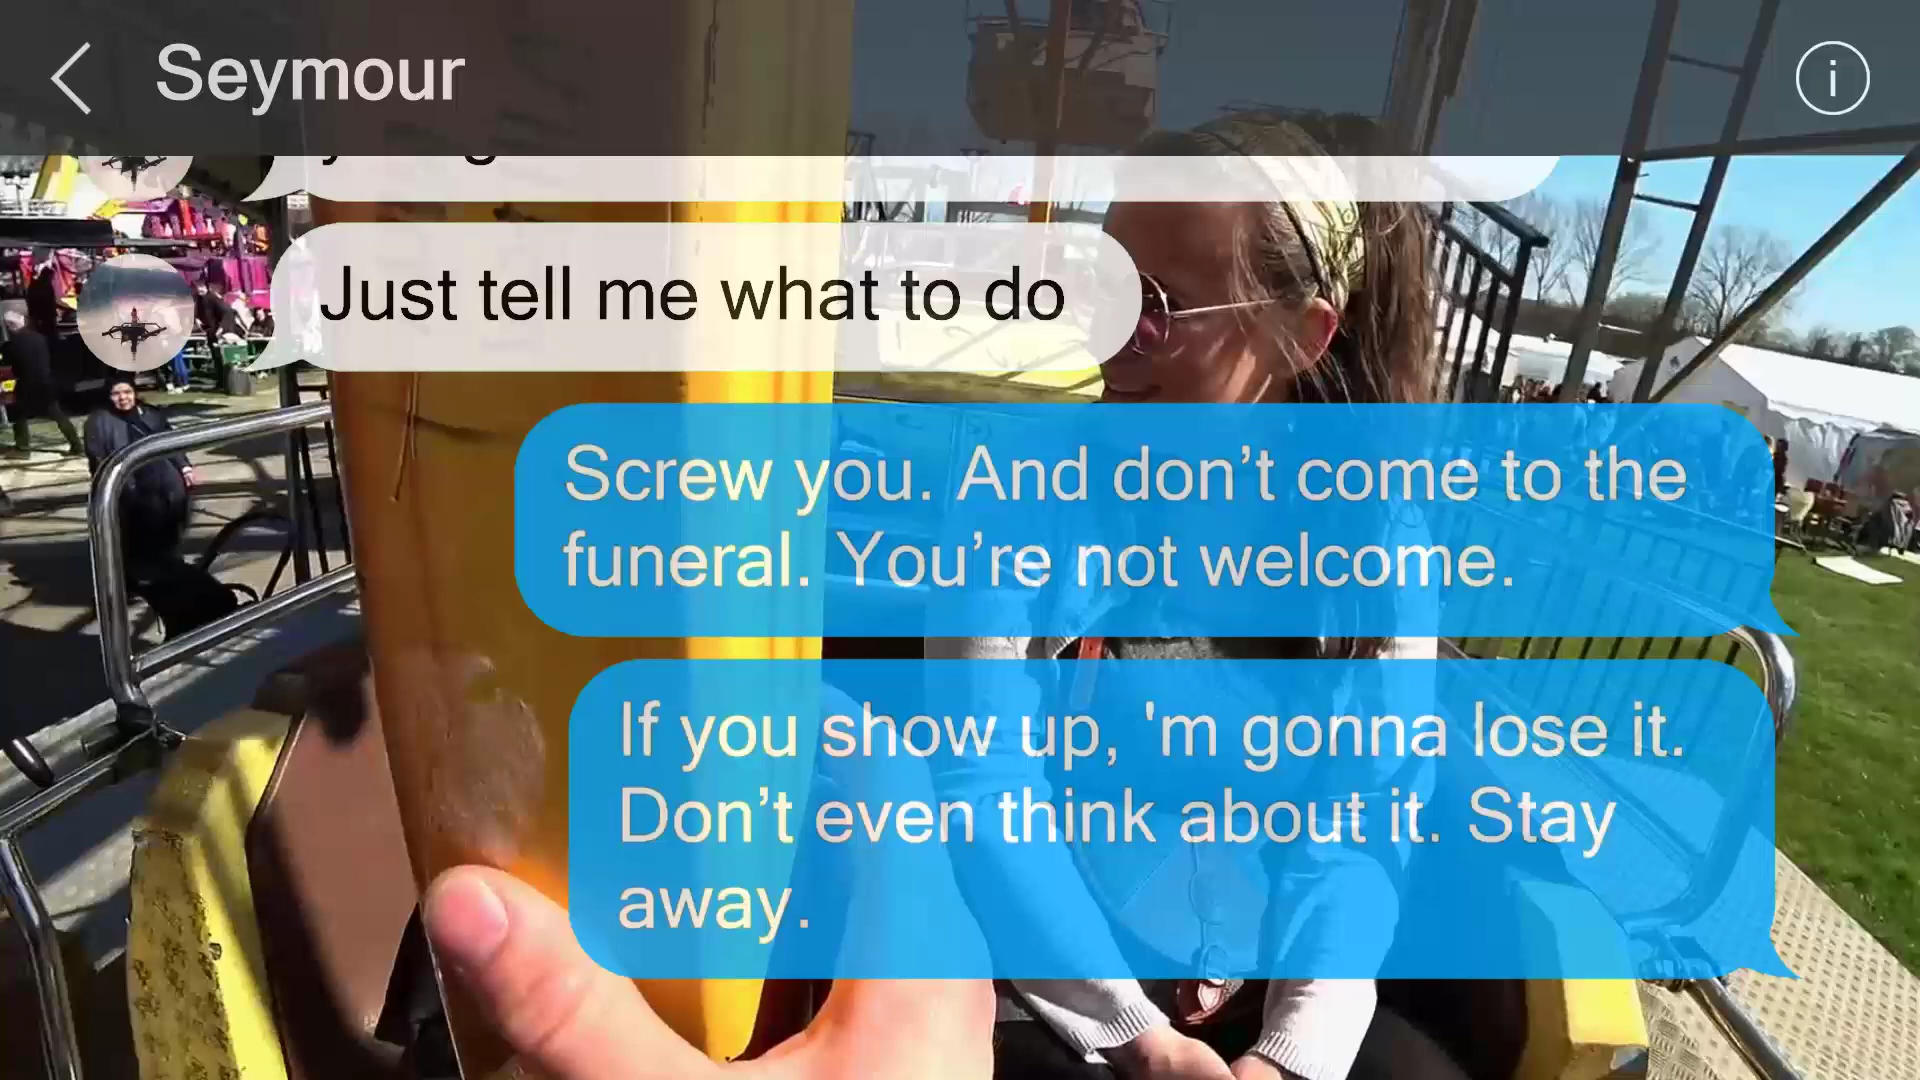 Seymour
Just tell me what to do
Screw you. And don’t come to the
funeral. You’re not welcome.
If you show up, 'm gonna lose it.
Don’t even think about it. Stay
away.